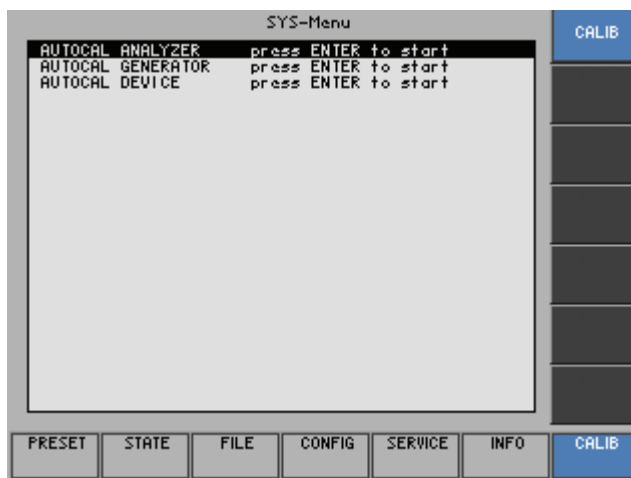 SYS-Menu
CALIB
AUTOCAL ANALYZER press ENTER to start
AUTOCAL GENERATOR press ENTER to start
AUTOCAL DEVICE press ENTER to start
PRESET STATE FILE CONFIG SERVICE INFO CALIB